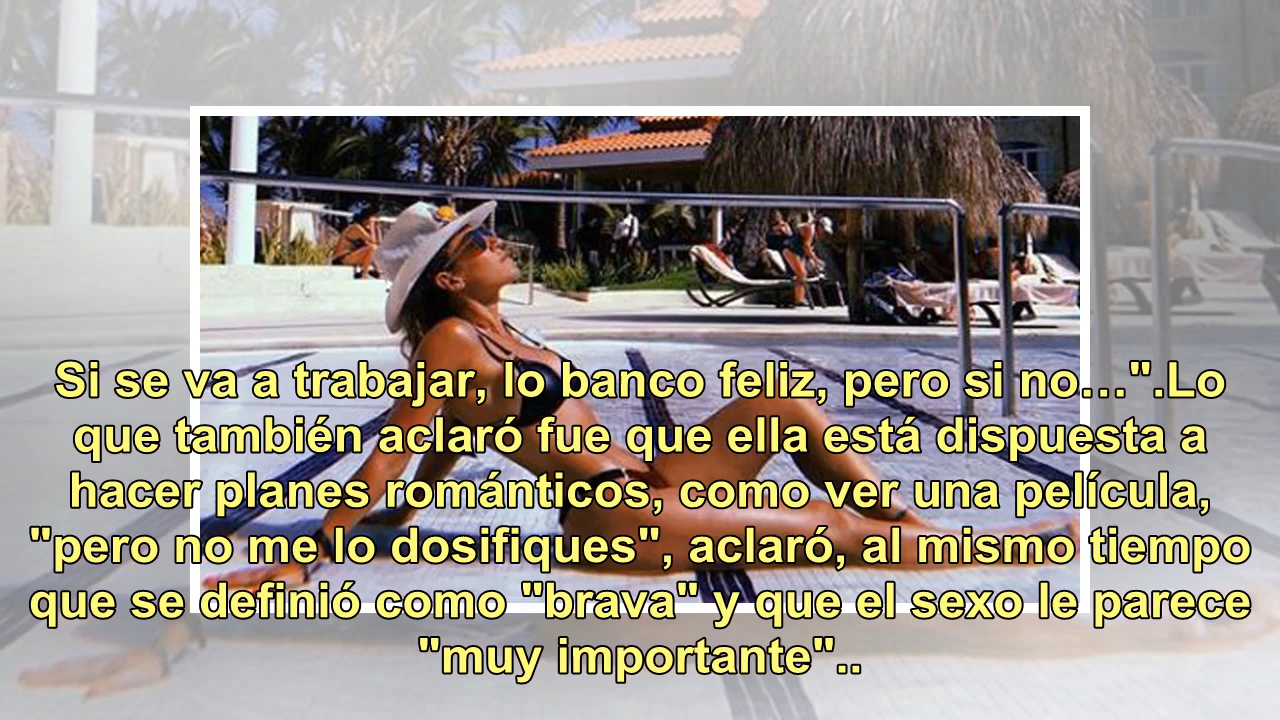 Si se va a trabajar, lo banco feliz, pero si no…".Lo
que también aclaró fue que ella está dispuesta a
hacer planes románticos, como ver una película,
"pero no me lo dosifiques", aclaró, al mismo tiempo
que se definió como "brava" y que el sexo le parece
"muy importante"..